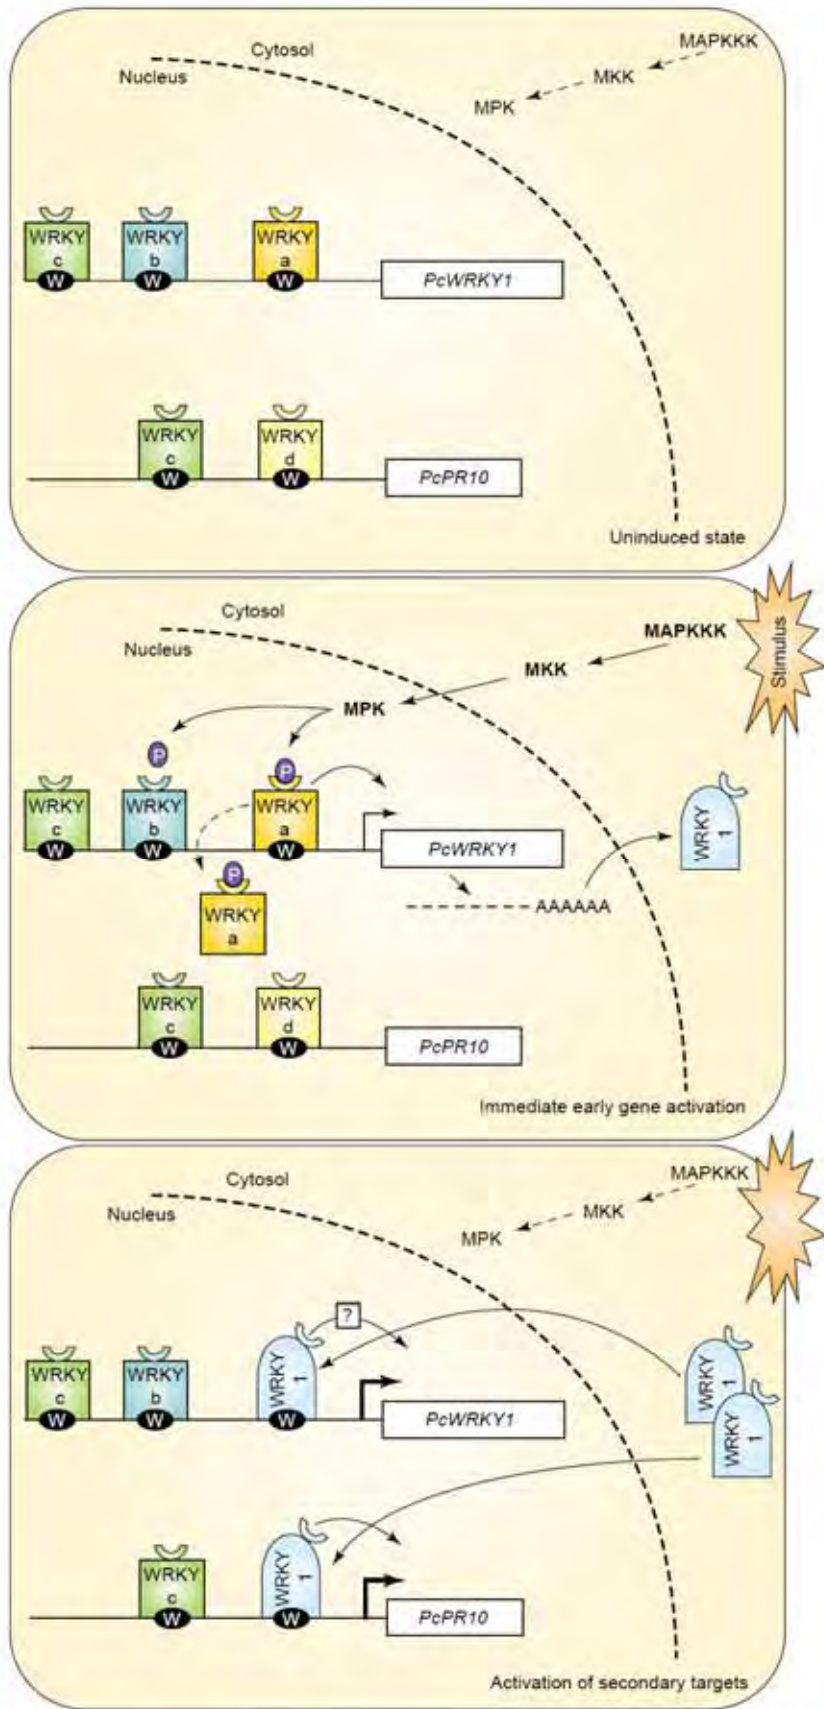 Cytosol
MAPKKK
Nucleus
MKK
MPK
WRKY
c
W
WRKY
b
W
WRKY
a
W
PcWRKY1
WRKY
c
W
WRKY
d
W
PcPR10
Uninduced state
Cytosol
Stimulus
MAPKKK
Nucleus
MKK
MPK
P
P
WRKY
c
W
WRKY
b
W
WRKY
a
W
PcWRKY1
WRKY
1
P
WRKY
a
AAAAAA
WRKY
c
W
WRKY
d
W
PcPR10
Immediate early gene activation
Cytosol
MAPKKK
Nucleus
MKK
MPK
?
WRKY
c
W
WRKY
b
W
WRKY
1
W
PcWRKY1
WRKY
1
WRKY
1
WRKY
c
W
WRKY
1
W
PcPR10
Activation of secondary targets